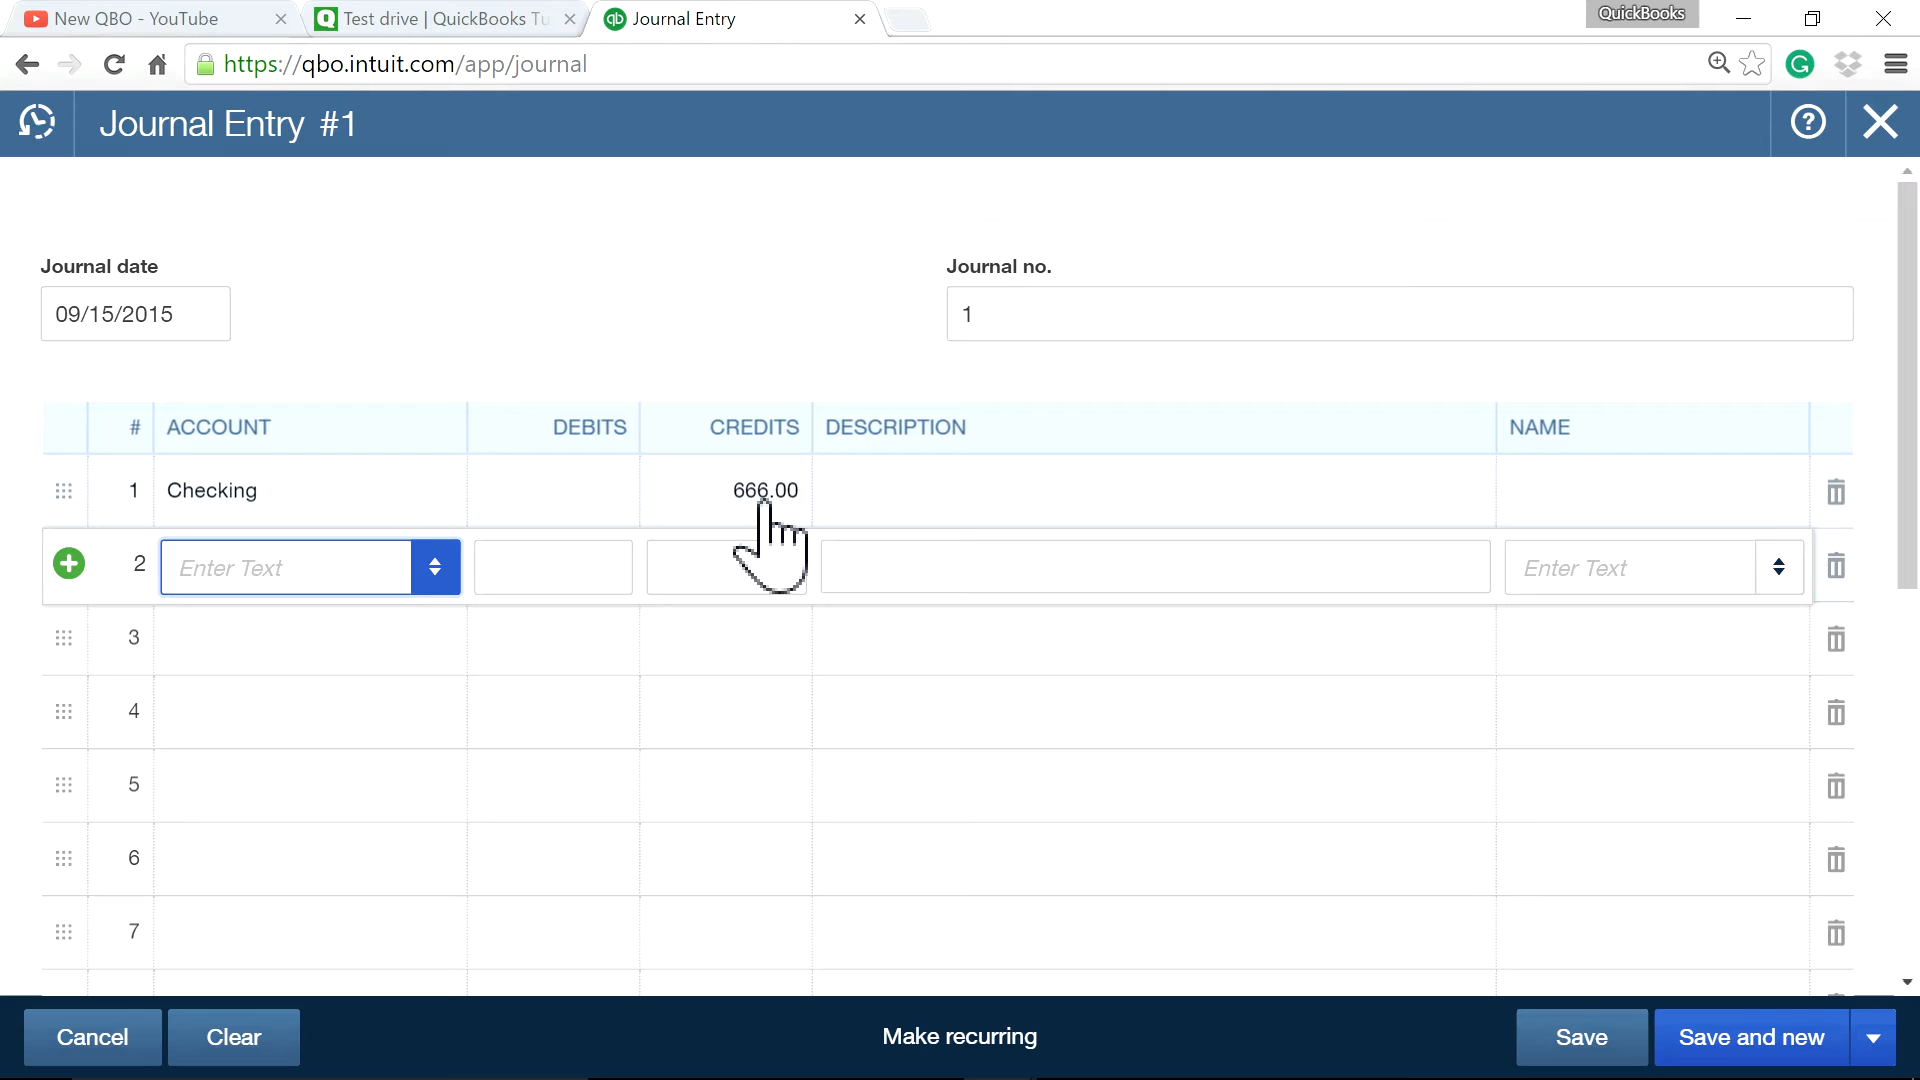 New QBO - YouTube
Test drive | QuickBooks Tu
Journal Entry
QuickBooks
https://qbo.intuit.com/app/journal
Journal Entry #1
Journal date
Journal no.
09/15/2015
1
# ACCOUNT DEBITS CREDITS DESCRIPTION NAME
1 Checking 666.00
2 Enter Text Enter Text
3
4
5
6
7
Cancel Clear Make recurring Save Save and new